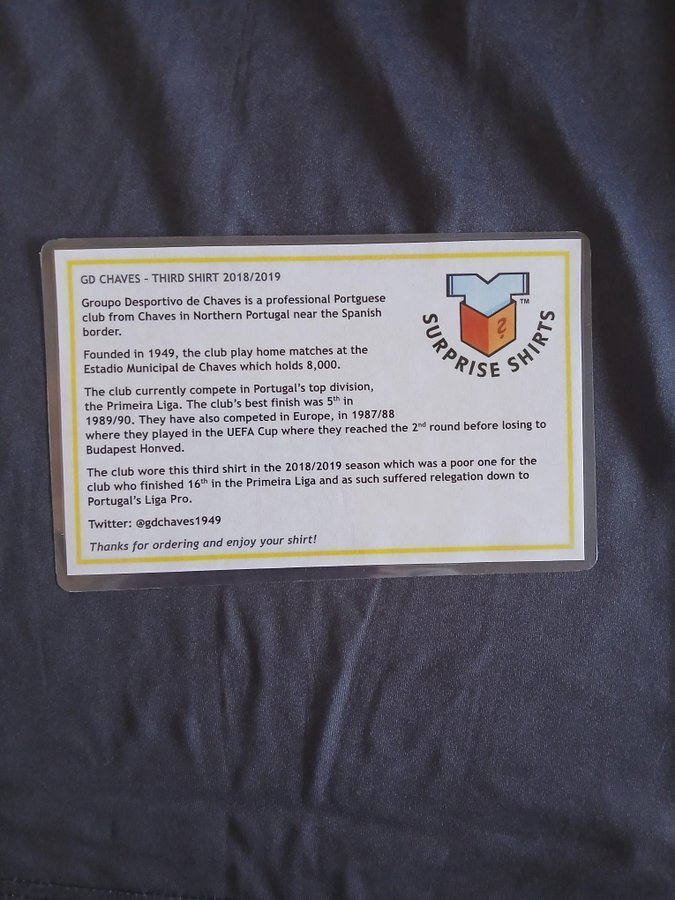 GD CHAVES - THIRD SHIRT 2018/2019
Groupo Desportivo de Chaves is a professional Portguese
club from Chaves in Northern Portugal near the Spanish
border.
Founded in 1949, the club play home matches at the
Estadio Municipal de Chaves which holds 8,000.
The club currently compete in Portugal's top division,
the Primeira Liga. The club's best finish was 5th in
1989/90. They have also competed in Europe, in 1987/88
where they played in the UEFA Cup where they reached the 2nd round before losing to
Budapest Honved.
The club wore this third shirt in the 2018/2019 season which was a poor one for the
club who finished 16th in the Primeira Liga and as such suffered relegation down to
Portugal's Liga Pro.
Twitter: @gdchaves1949
Thanks for ordering and enjoy your shirt!
?
TM
SURPRISE SHIRTS